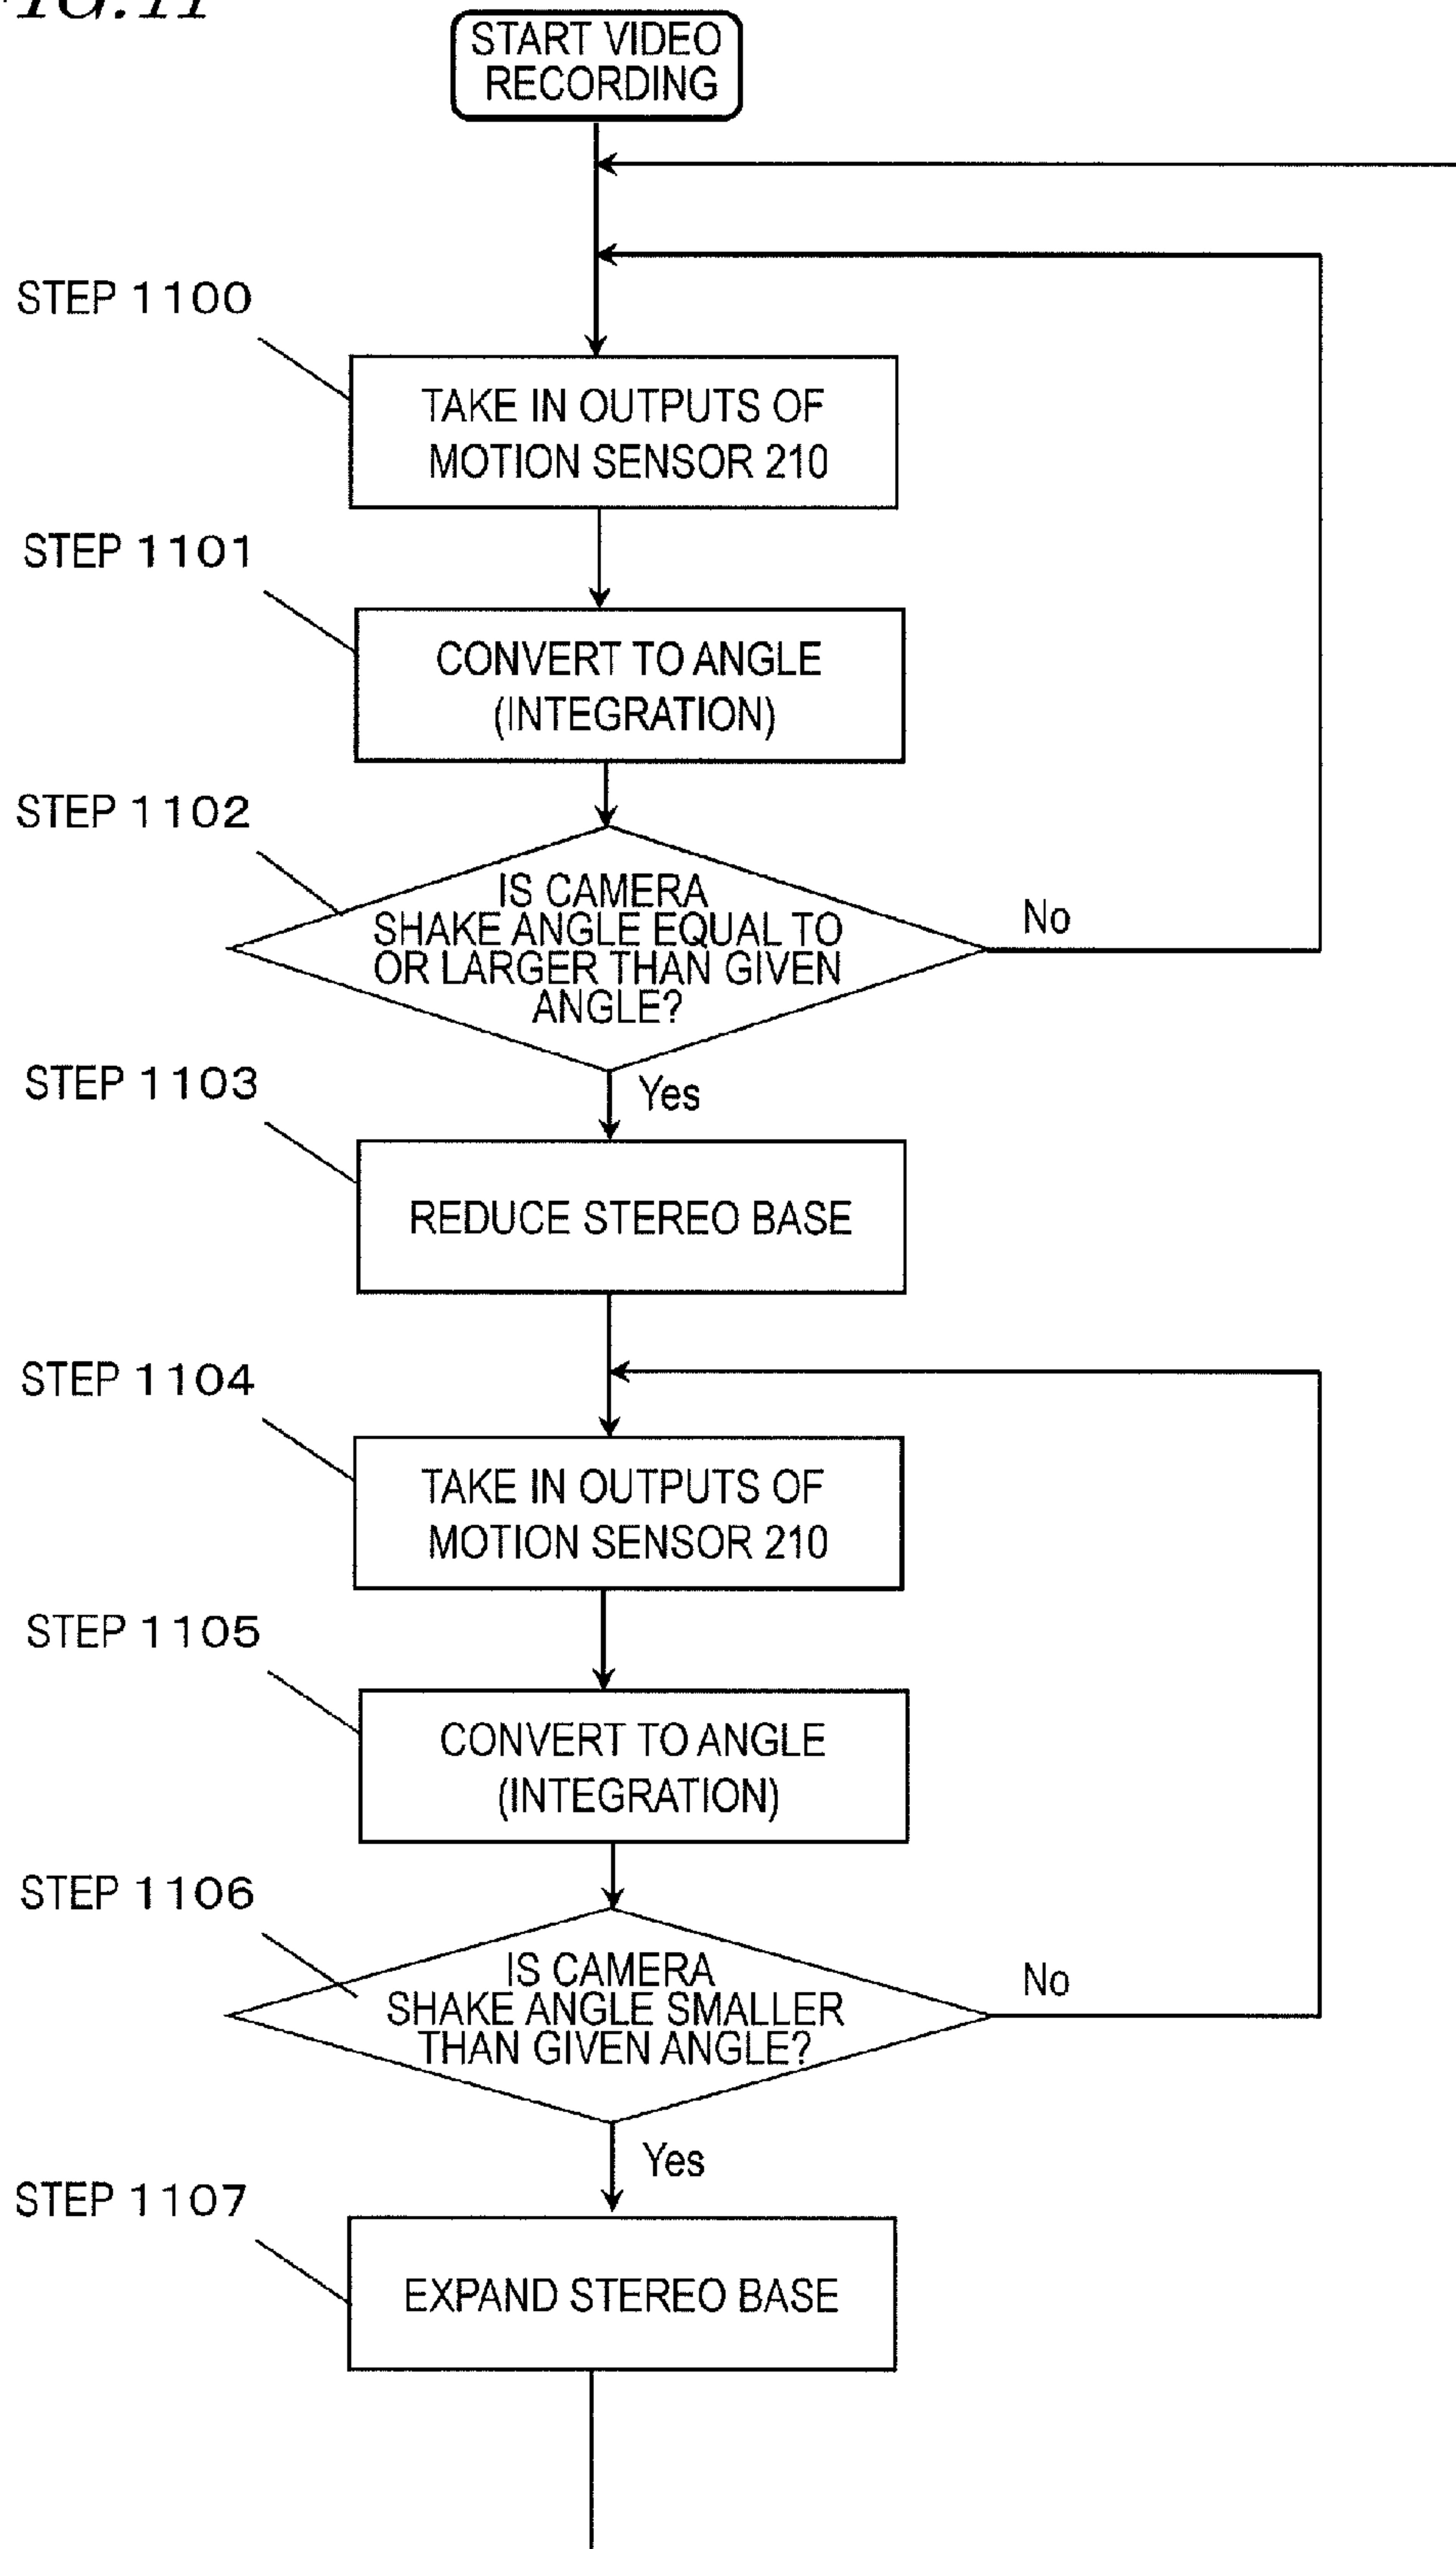 FIG.11
START VIDEO
RECORDING
STEP 1100
TAKE IN OUTPUTS OF
MOTION SENSOR 210
STEP 1101
CONVERT TO ANGLE
(INTEGRATION)
STEP 1102
IS CAMERA
SHAKE ANGLE EQUAL TO
OR LARGER THAN GIVEN
ANGLE?
No
Yes
STEP 1103
REDUCE STEREO BASE
STEP 1104
TAKE IN OUTPUTS OF
MOTION SENSOR 210
STEP 1105
CONVERT TO ANGLE
(INTEGRATION)
STEP 1106
IS CAMERA
SHAKE ANGLE SMALLER
THAN GIVEN ANGLE?
No
Yes
STEP 1107
EXPAND STEREO BASE